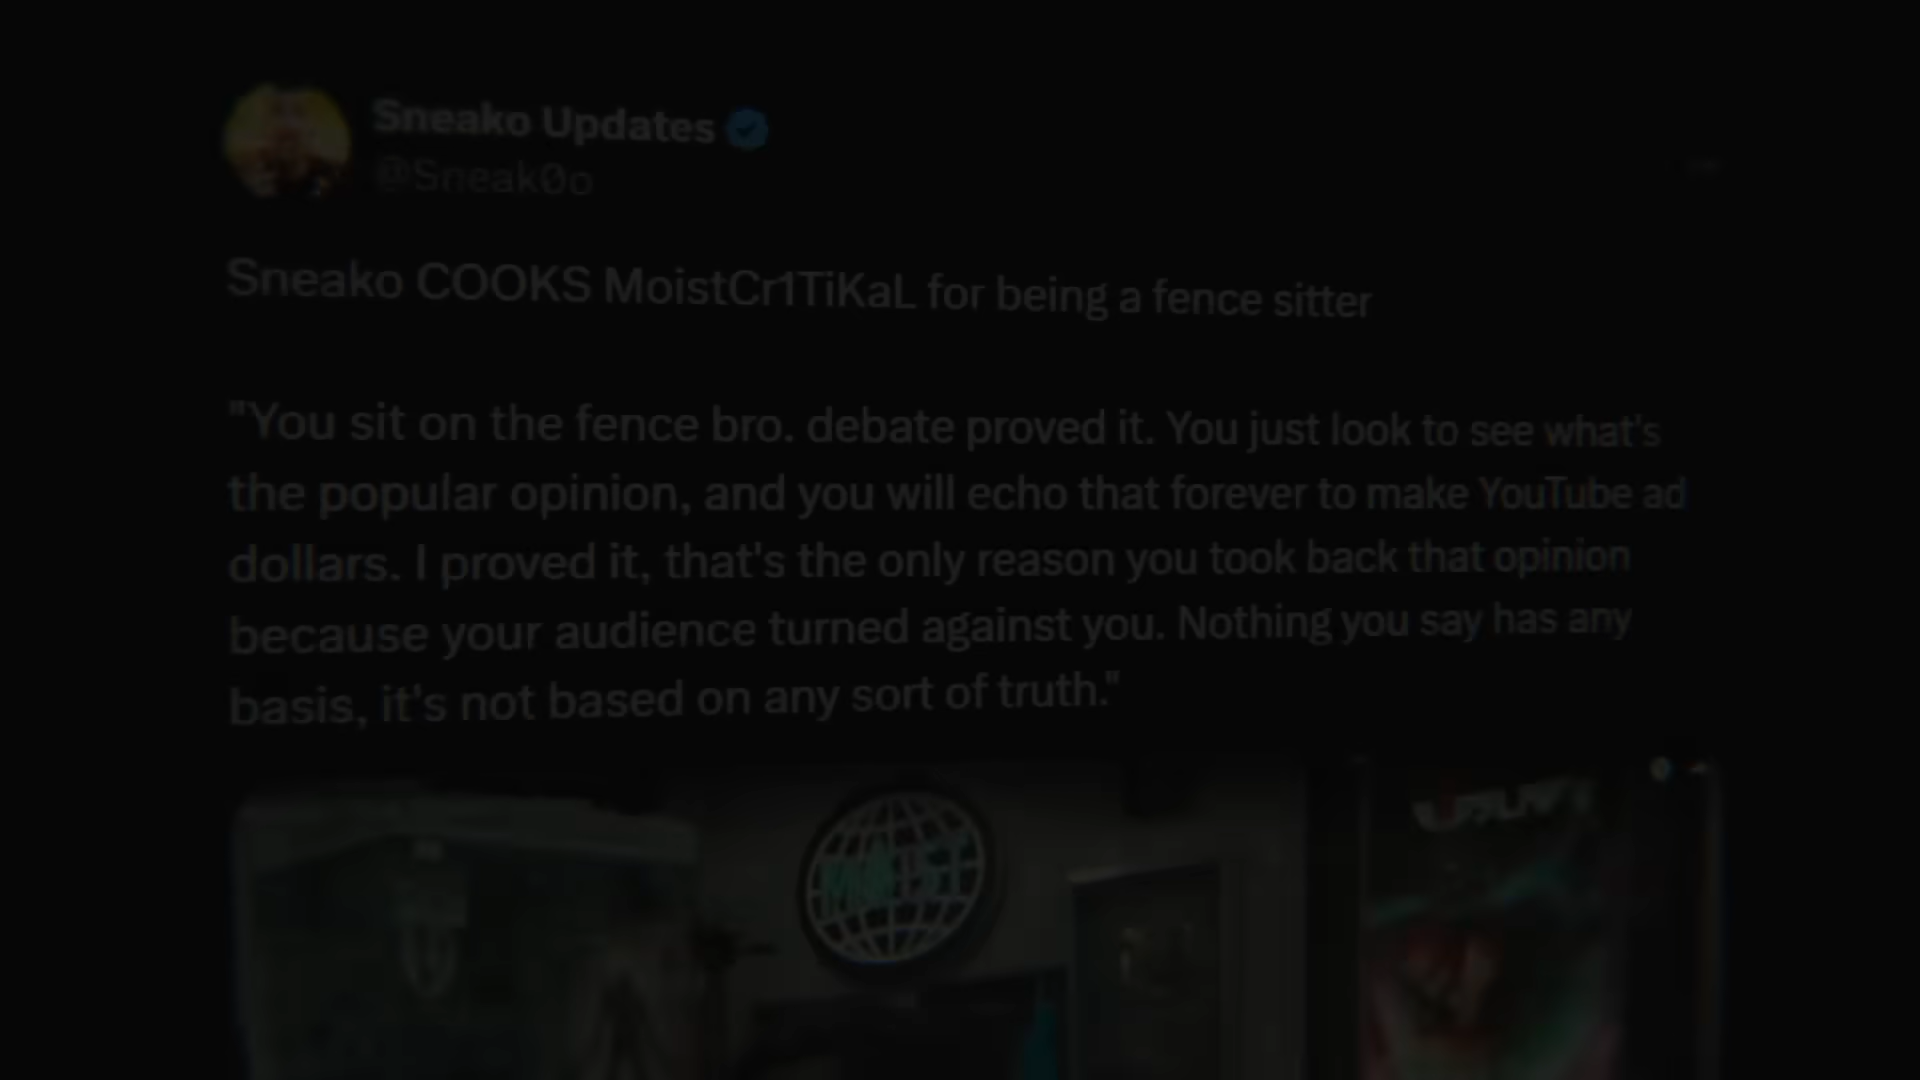 Sneako Updates
@Sneak0o
Sneako COOKS MoistCr1TiKaL for being a fence sitter
"You sit on the fence bro. debate proved it. You just look to see what's
the popular opinion, and you will echo that forever to make YouTube ad
dollars. I proved it, that's the only reason you took back that opinion
because your audience turned against you. Nothing you say has any
basis, it's not based on any sort of truth."
MOIST